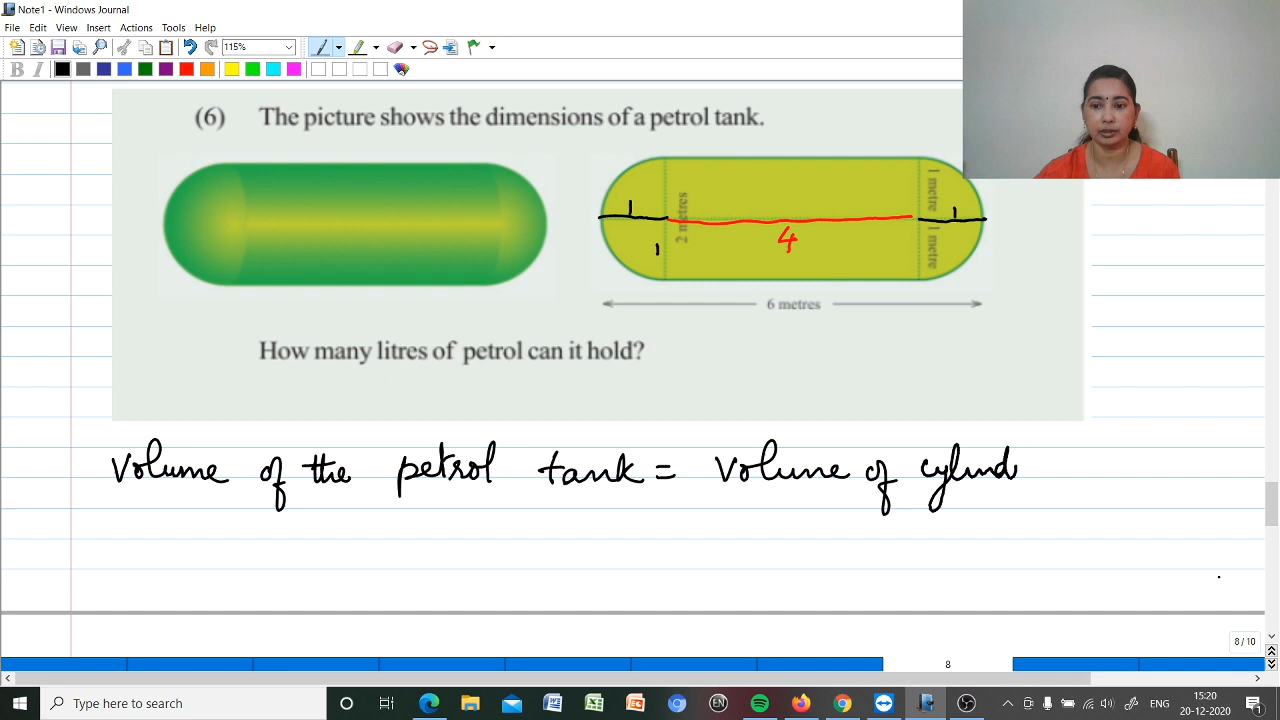 Note1 - Windows Journal
File Edit View Insert Actions Tools Help
115%
B I
(6) The picture shows the dimensions of a petrol tank.
1 metre
1 metre
2 metres
1
1
1
4
6 metres
How many litres of petrol can it hold?
Volume of the petrol tank = Volume of cylind
8 / 10
8
Type here to search
EN
ENG
15:20
20-12-2020